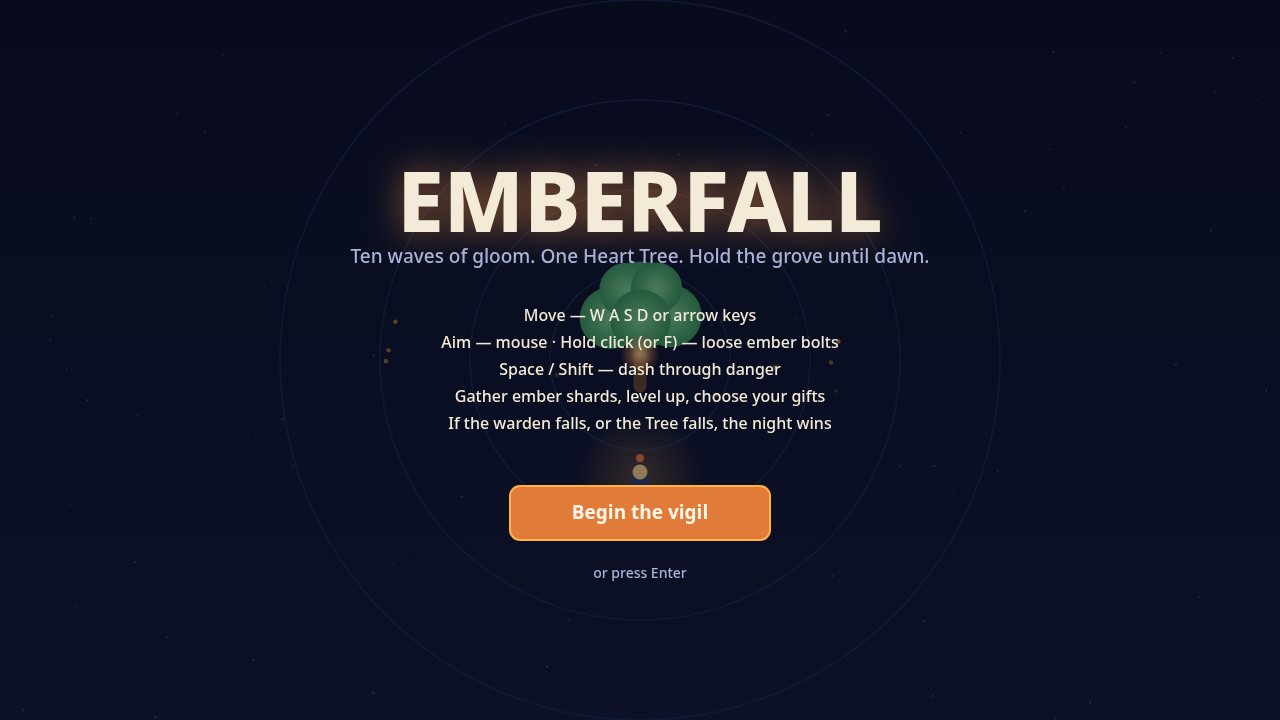 EMBERFALL
Ten waves of gloom. One Heart Tree. Hold the grove until dawn.
Move — W A S D or arrow keys
Aim — mouse · Hold click (or F) — loose ember bolts
Space / Shift — dash through danger
Gather ember shards, level up, choose your gifts
If the warden falls, or the Tree falls, the night wins
Begin the vigil
or press Enter